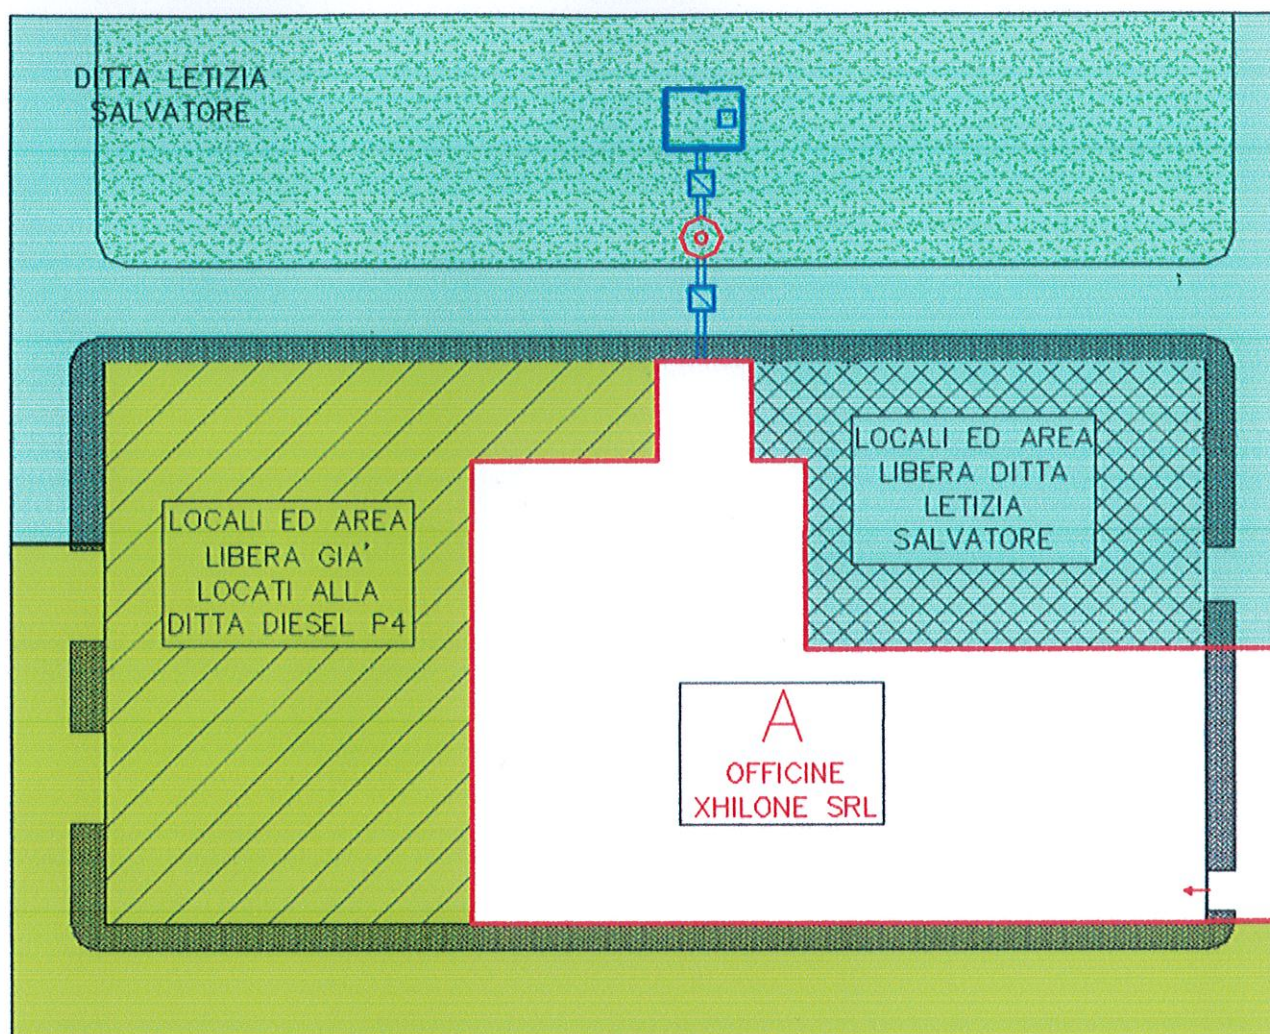 DITTA LETIZIA
SALVATORE
LOCALI ED AREA
LIBERA DITTA
LETIZIA
SALVATORE
LOCALI ED AREA
LIBERA GIA'
LOCATI ALLA
DITTA DIESEL P4
A
OFFICINE
XHILONE SRL